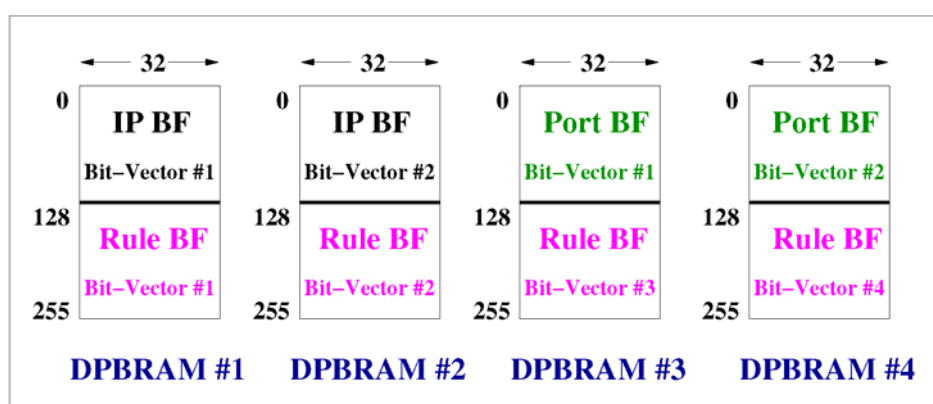 32 32 32 32
0 0 0 0
IP BF IP BF Port BF Port BF
Bit-Vector #1 Bit-Vector #2 Bit-Vector #1 Bit-Vector #2
128 128 128 128
Rule BF Rule BF Rule BF Rule BF
Bit-Vector #1 Bit-Vector #2 Bit-Vector #3 Bit-Vector #4
255 255 255 255
DPBRAM #1 DPBRAM #2 DPBRAM #3 DPBRAM #4